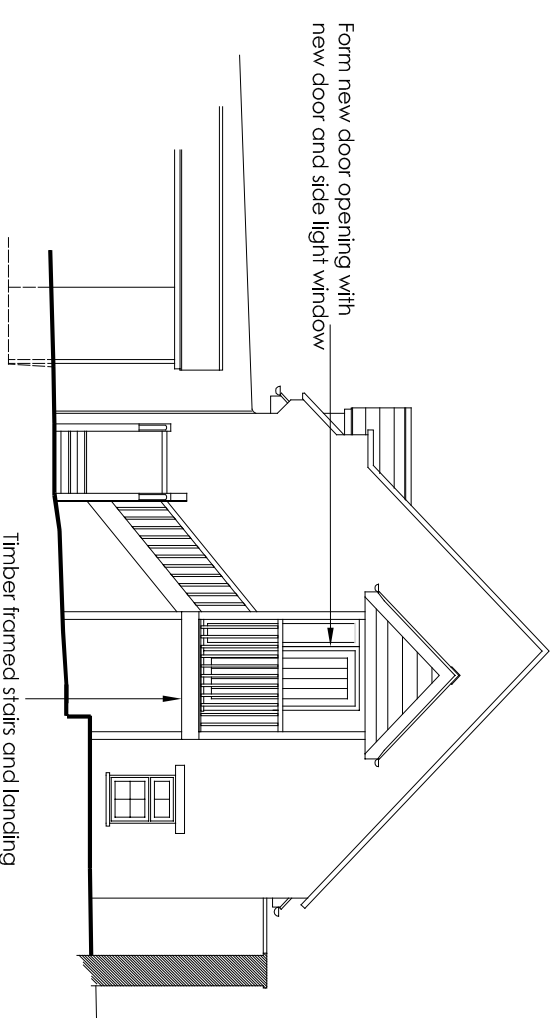 Form new door opening with
new door and side light window
Timber framed stairs and landing